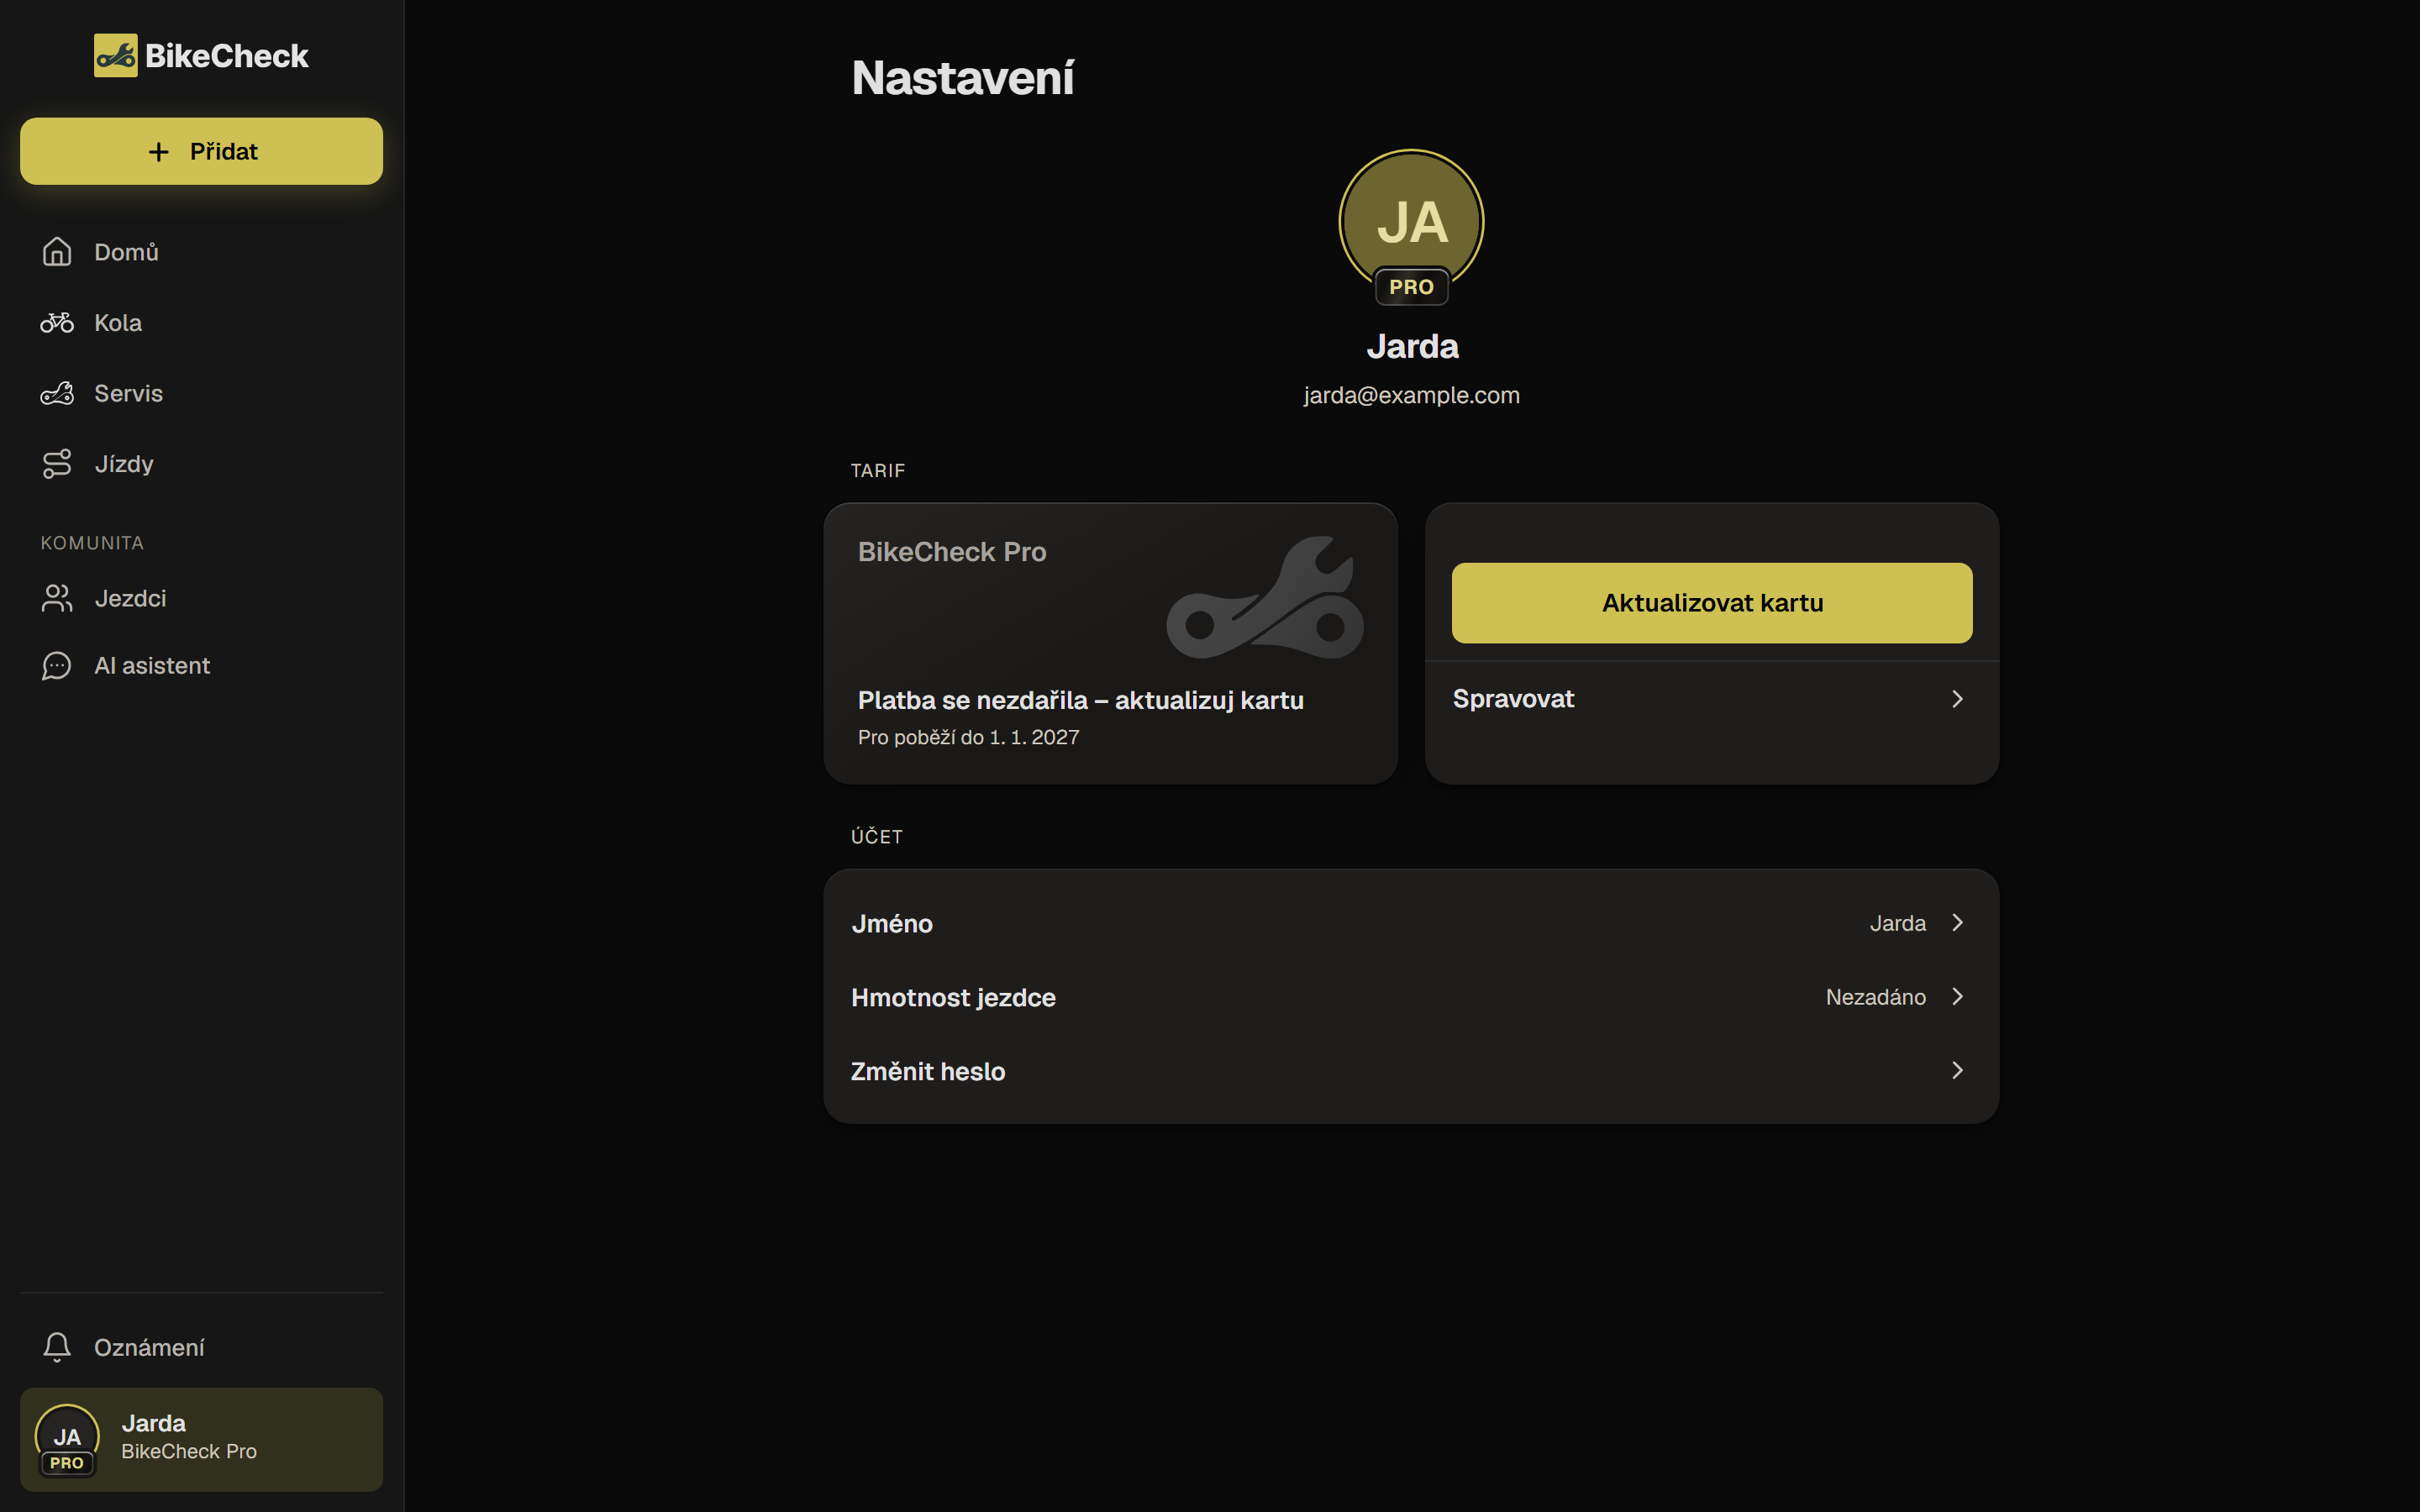 BikeCheck
Přidat
Domů
Kola
Servis
Jízdy
KOMUNITA
Jezdci
AI asistent
Oznámení
JA
PRO
Jarda
BikeCheck Pro
Nastavení
JA
PRO
Jarda
jarda@example.com
TARIF
BikeCheck Pro
Platba se nezdařila – aktualizuj kartu
Pro poběží do 1. 1. 2027
Aktualizovat kartu
Spravovat
ÚČET
Jméno Jarda
Hmotnost jezdce Nezadáno
Změnit heslo